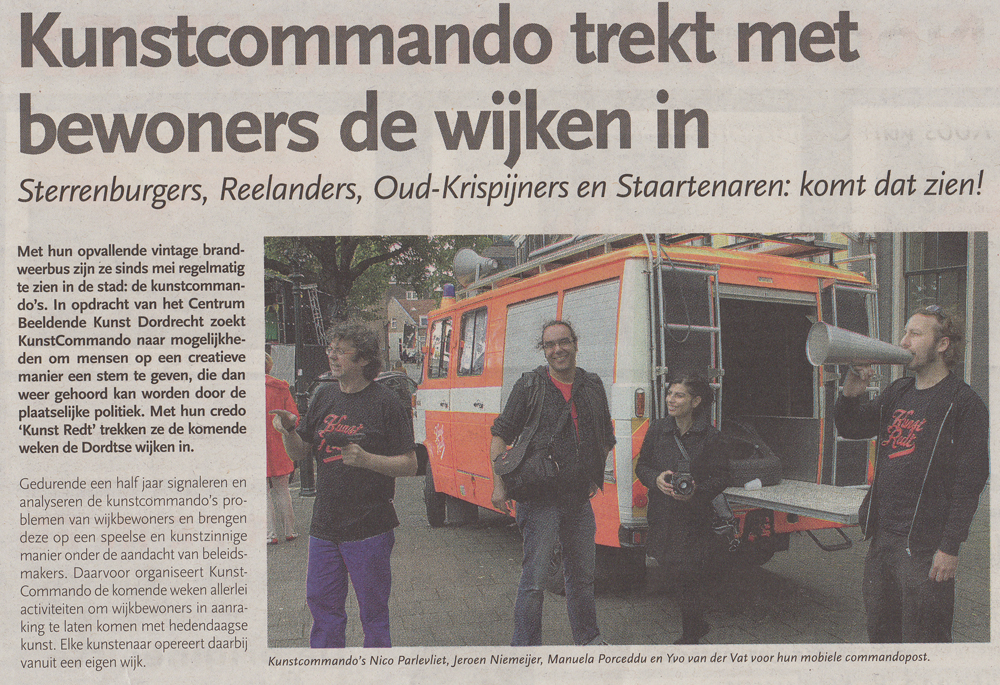 Kunstcommando trekt met
bewoners de wijken in
Sterrenburgers, Reelanders, Oud-Krispijners en Staartenaren: komt dat zien!
Met hun opvallende vintage brand-
weerbus zijn ze sinds mei regelmatig
te zien in de stad: de kunstcomman-
do's. In opdracht van het Centrum
Beeldende Kunst Dordrecht zoekt
KunstCommando naar mogelijkhe-
den om mensen op een creatieve
manier een stem te geven, die dan
weer gehoord kan worden door de
plaatselijke politiek. Met hun credo
'Kunst Redt' trekken ze de komende
weken de Dordtse wijken in.
Gedurende een half jaar signaleren en
analyseren de kunstcommando's pro-
blemen van wijkbewoners en brengen
deze op een speelse en kunstzinnige
manier onder de aandacht van beleids-
makers. Daarvoor organiseert Kunst-
Commando de komende weken allerlei
activiteiten om wijkbewoners in aanra-
king te laten komen met hedendaagse
kunst. Elke kunstenaar opereert daarbij
vanuit een eigen wijk.
Kunst
Kunst
Redt
Kunstcommando's Nico Parlevliet, Jeroen Niemeijer, Manuela Porceddu en Yvo van der Vat voor hun mobiele commandopost.